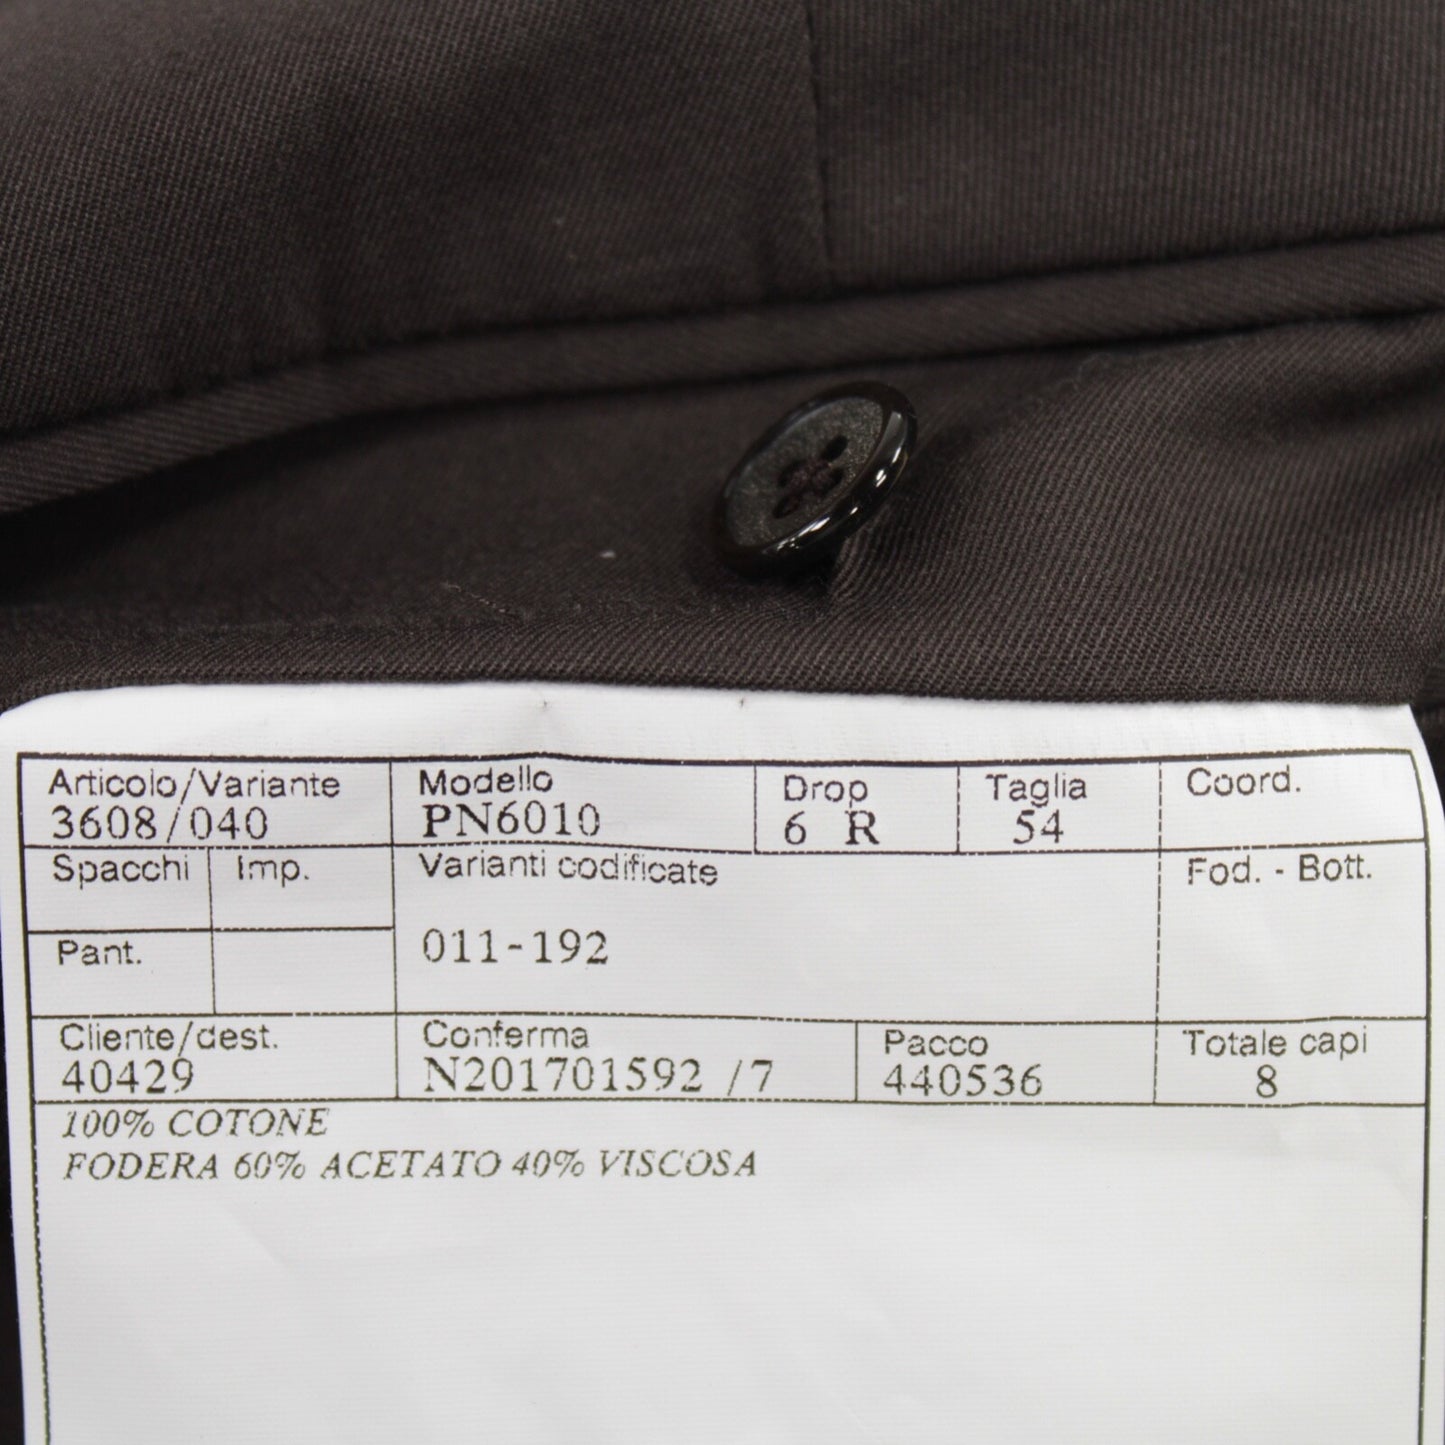 Articolo/Variante Modello Drop Taglia Coord.
3608/040 PN6010 6 R 54
Spacchi Imp. Varianti codificate Fod. - Bott.
Pant. 011-192
Cliente/dest. Conferma Pacco Totale capi
40429 N201701592 /7 440536 8
100% COTONE
FODERA 60% ACETATO 40% VISCOSA